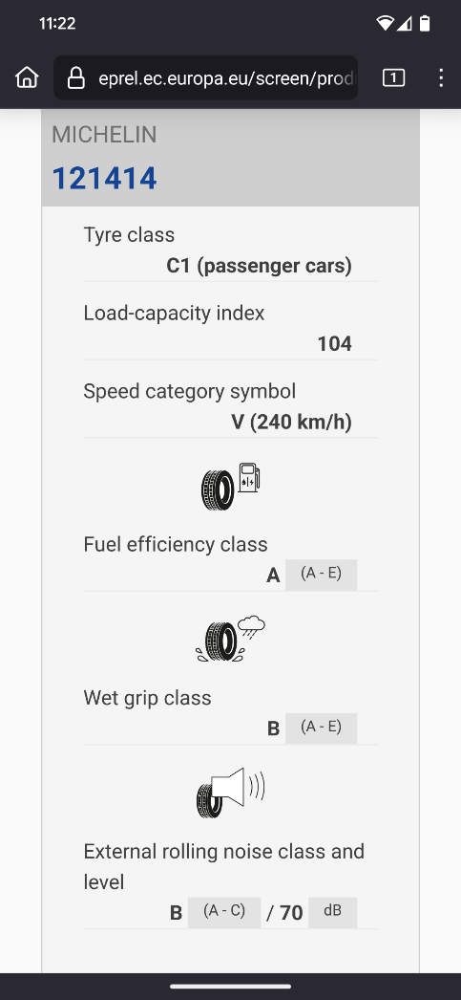 11:22
1
eprel.ec.europa.eu/screen/prod
MICHELIN
121414
Tyre class
C1 (passenger cars)
Load-capacity index
104
Speed category symbol
V (240 km/h)
Fuel efficiency class
A (A - E)
Wet grip class
B (A - E)
External rolling noise class and
level
B (A - C) / 70 dB